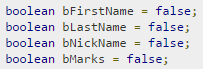 boolean bFirstName = false;
boolean bLastName = false;
boolean bNickName = false;
boolean bMarks = false;